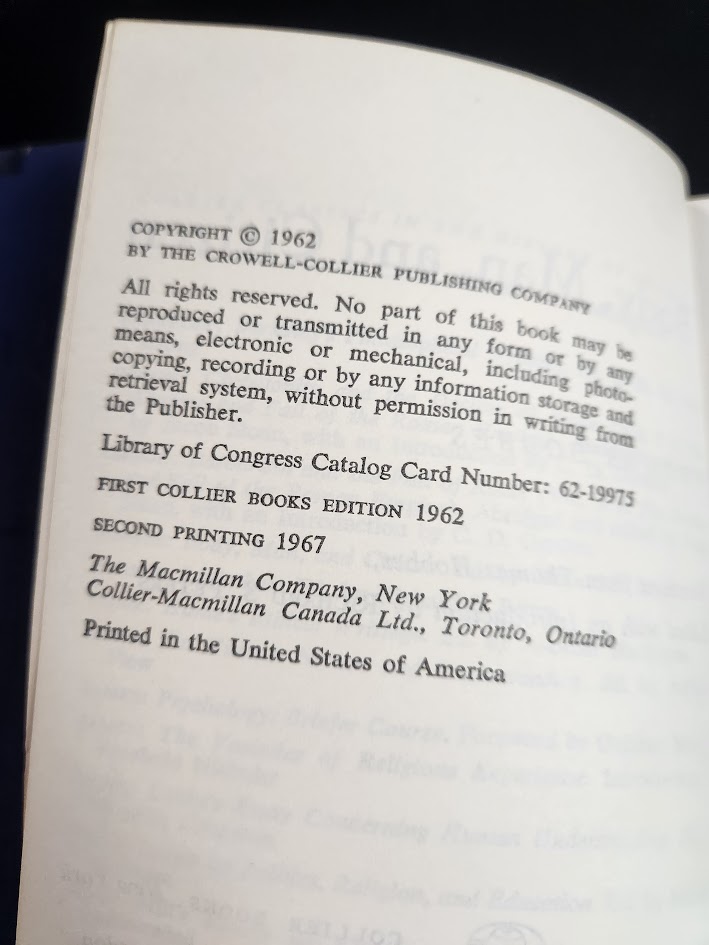 COPYRIGHT © 1962
BY THE CROWELL-COLLIER PUBLISHING COMPANY
All rights reserved. No part of this book may be
reproduced or transmitted in any form or by any
means, electronic or mechanical, including photo-
copying, recording or by any information storage and
retrieval system, without permission in writing from
the Publisher.
Library of Congress Catalog Card Number: 62-19975
FIRST COLLIER BOOKS EDITION 1962
SECOND PRINTING 1967
The Macmillan Company, New York
Collier-Macmillan Canada Ltd., Toronto, Ontario
Printed in the United States of America